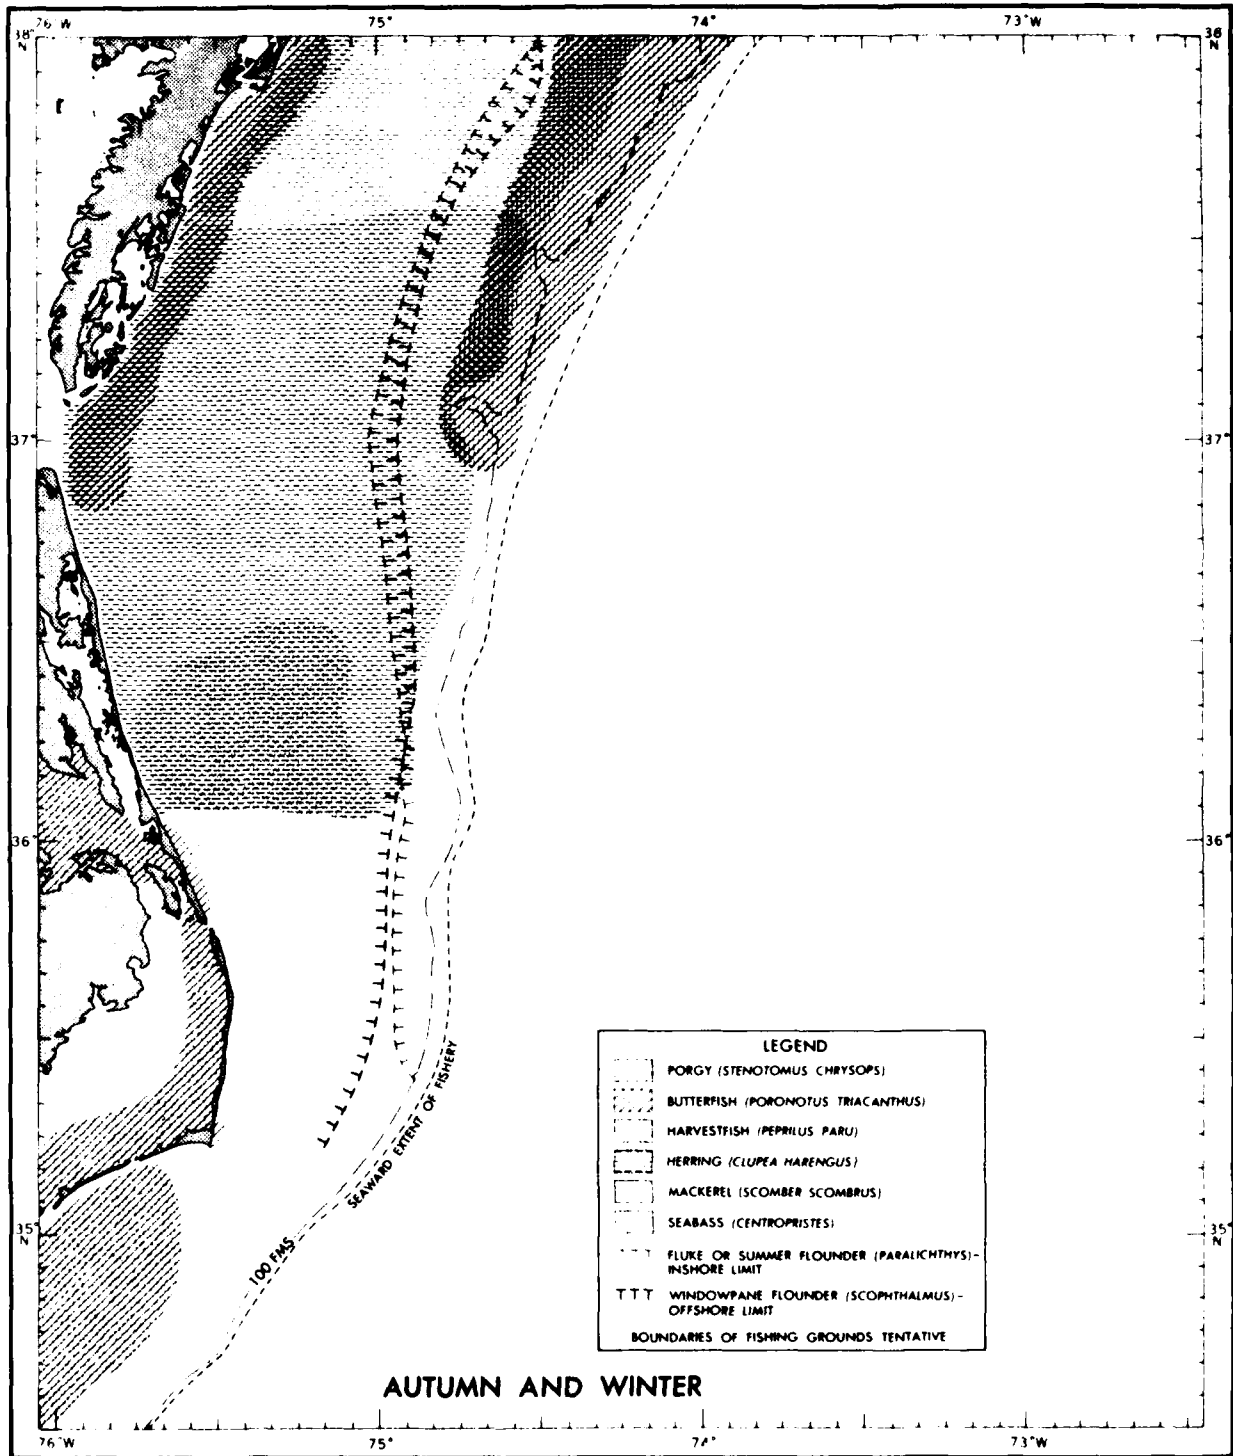 76°W 75° 74° 73°W
38° N 38 N
37° 37°
36° 36°
SEAWARD EXTENT OF FISHERY
100 FMS
35° N 35° N
LEGEND
PORGY (STENOTOMUS CHRYSOPS)
BUTTERFISH (PORONOTUS TRIACANTHUS)
HARVESTFISH (PEPRILUS PARU)
HERRING (CLUPEA HARENGUS)
MACKEREL (SCOMBER SCOMBRUS)
SEABASS (CENTROPRISTES)
FLUKE OR SUMMER FLOUNDER (PARALICHTHYS)-
INSHORE LIMIT
TTT WINDOWPANE FLOUNDER (SCOPHTHALMUS)-
OFFSHORE LIMIT
BOUNDARIES OF FISHING GROUNDS TENTATIVE
AUTUMN AND WINTER
76°W 75° 74° 73°W